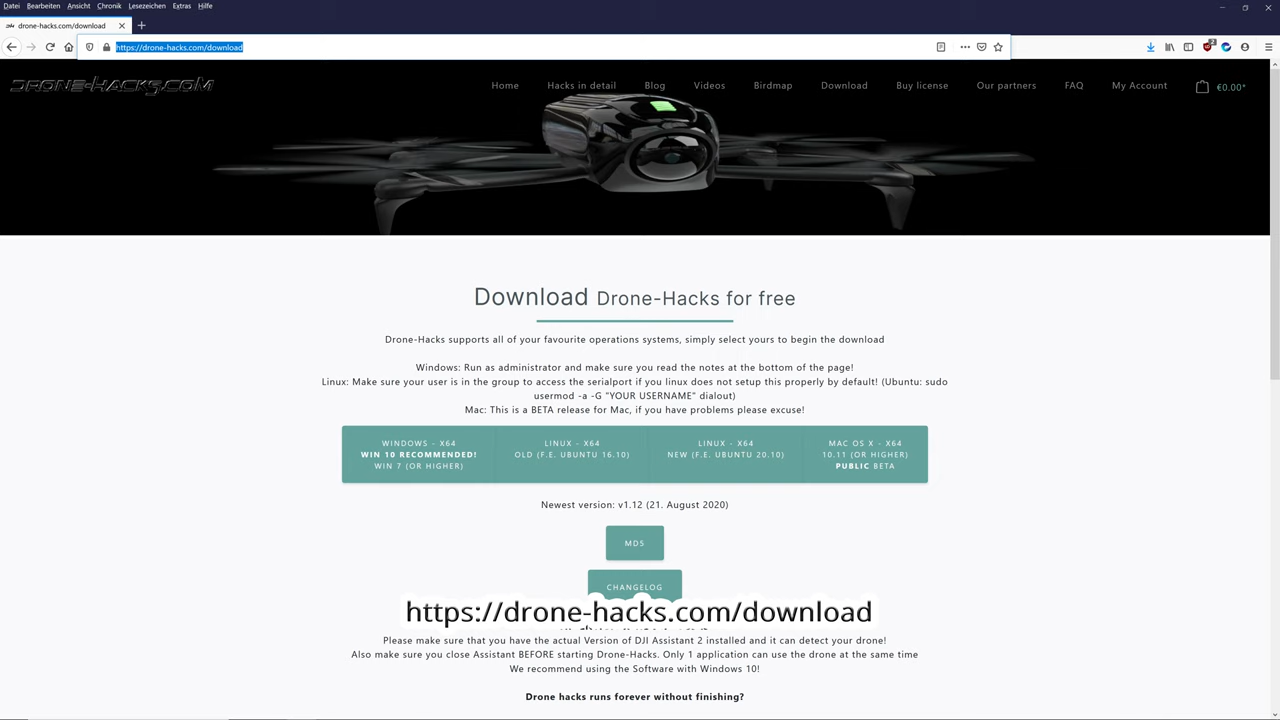 Datei Bearbeiten Ansicht Chronik Lesezeichen Extras Hilfe
drone-hacks.com/download
https://drone-hacks.com/download
DRONE-HACKS.COM
Home Hacks in detail Blog Videos Birdmap Download Buy license Our partners FAQ My Account €0.00*
Download Drone-Hacks for free
Drone-Hacks supports all of your favourite operations systems, simply select yours to begin the download
Windows: Run as administrator and make sure you read the notes at the bottom of the page!
Linux: Make sure your user is in the group to access the serialport if you linux does not setup this properly by default! (Ubuntu: sudo
usermod -a -G "YOUR USERNAME" dialout)
Mac: This is a BETA release for Mac, if you have problems please excuse!
WINDOWS - X64
WIN 10 RECOMMENDED!
WIN 7 (OR HIGHER)
LINUX - X64
OLD (F.E. UBUNTU 16.10)
LINUX - X64
NEW (F.E. UBUNTU 20.10)
MAC OS X - X64
10.11 (OR HIGHER)
PUBLIC BETA
Newest version: v1.12 (21. August 2020)
MD5
CHANGELOG
https://drone-hacks.com/download
Please make sure that you have the actual Version of DJI Assistant 2 installed and it can detect your drone!
Also make sure you close Assistant BEFORE starting Drone-Hacks. Only 1 application can use the drone at the same time
We recommend using the Software with Windows 10!
Drone hacks runs forever without finishing?